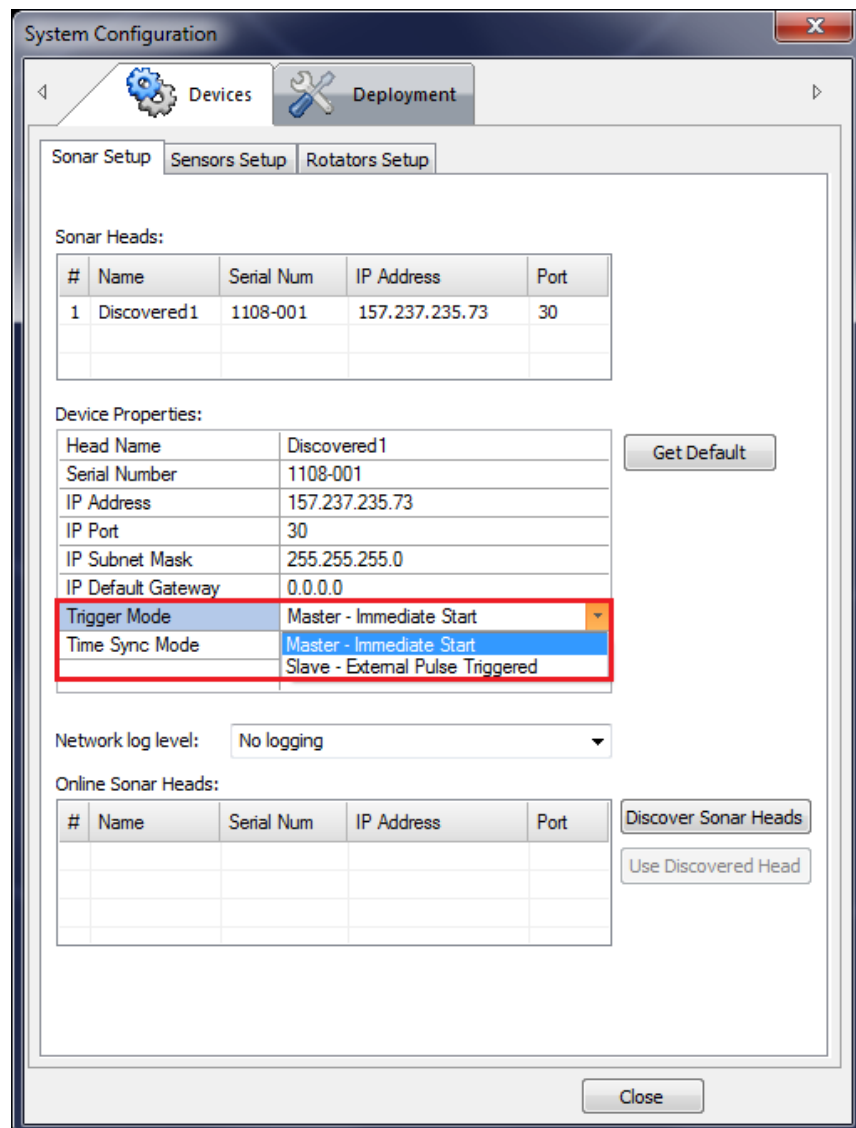 System Configuration
x
Devices Deployment
Sonar Setup Sensors Setup Rotators Setup
Sonar Heads:
# Name Serial Num IP Address Port
1 Discovered1 1108-001 157.237.235.73 30
Device Properties:
Head Name Discovered1 Get Default
Serial Number 1108-001
IP Address 157.237.235.73
IP Port 30
IP Subnet Mask 255.255.255.0
IP Default Gateway 0.0.0.0
Trigger Mode Master - Immediate Start
Time Sync Mode Master - Immediate Start
Slave - External Pulse Triggered
Network log level: No logging
Online Sonar Heads:
# Name Serial Num IP Address Port Discover Sonar Heads
Use Discovered Head
Close